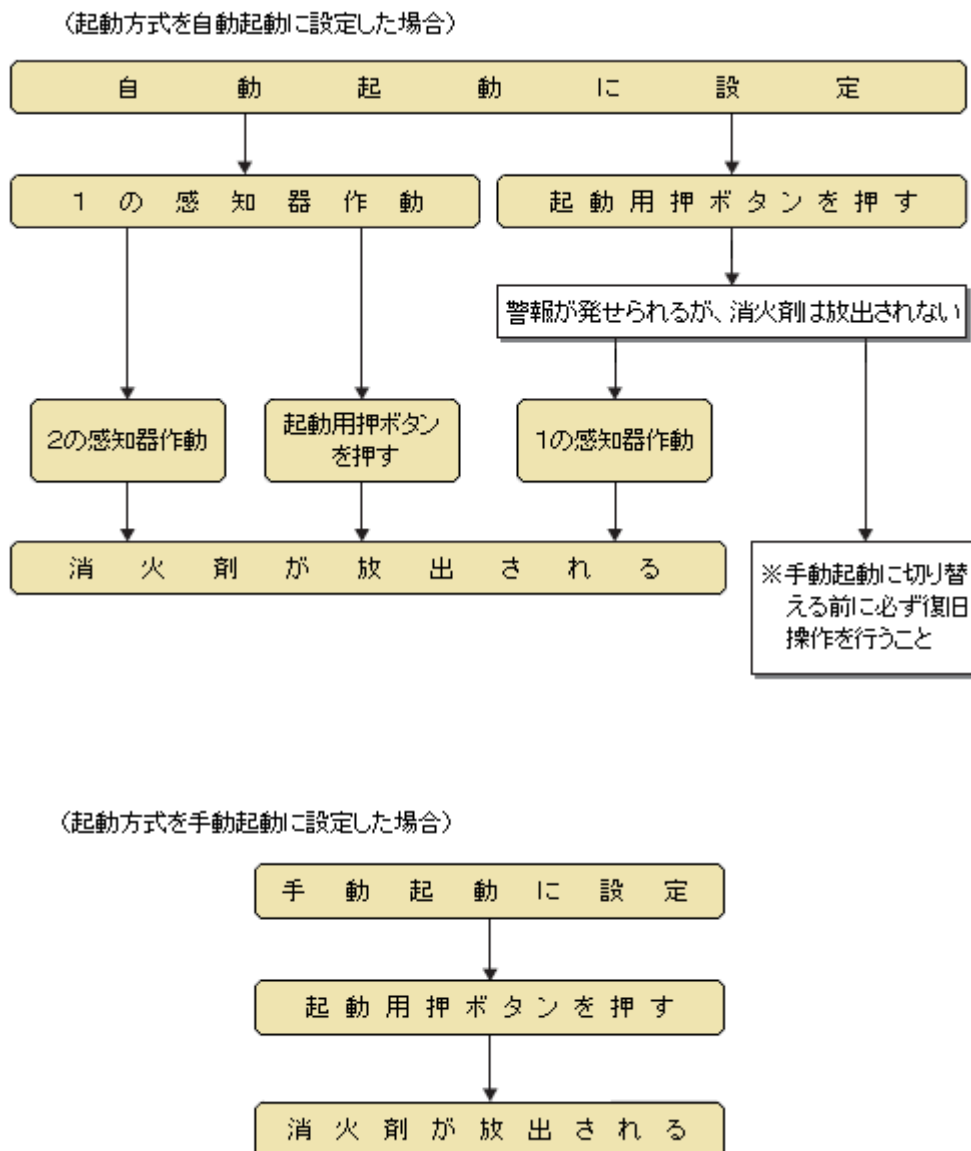 （起動方式を自動起動に設定した場合）
自動起動に設定
1の感知器作動
起動用押ボタンを押す
警報が発せられるが、消火剤は放出されない
2の感知器作動
起動用押ボタン
を押す
1の感知器作動
消火剤が放出される
※手動起動に切り替
える前に必ず復旧
操作を行うこと
（起動方式を手動起動に設定した場合）
手動起動に設定
起動用押ボタンを押す
消火剤が放出される